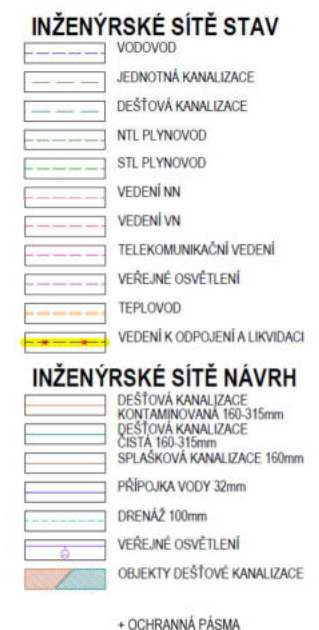 INŽENÝRSKÉ SÍTĚ STAV
VODOVOD
JEDNOTNÁ KANALIZACE
DEŠŤOVÁ KANALIZACE
NTL PLYNOVOD
STL PLYNOVOD
VEDENÍ NN
VEDENÍ VN
TELEKOMUNIKAČNÍ VEDENÍ
VEŘEJNÉ OSVĚTLENÍ
TEPLOVOD
VEDENÍ K ODPOJENÍ A LIKVIDACI
INŽENÝRSKÉ SÍTĚ NÁVRH
DEŠŤOVÁ KANALIZACE
KONTAMINOVANÁ 160-315mm
DEŠŤOVÁ KANALIZACE
ČISTÁ 160-315mm
SPLAŠKOVÁ KANALIZACE 160mm
PŘÍPOJKA VODY 32mm
DRENÁŽ 100mm
VEŘEJNÉ OSVĚTLENÍ
OBJEKTY DEŠŤOVÉ KANALIZACE
+ OCHRANNÁ PÁSMA